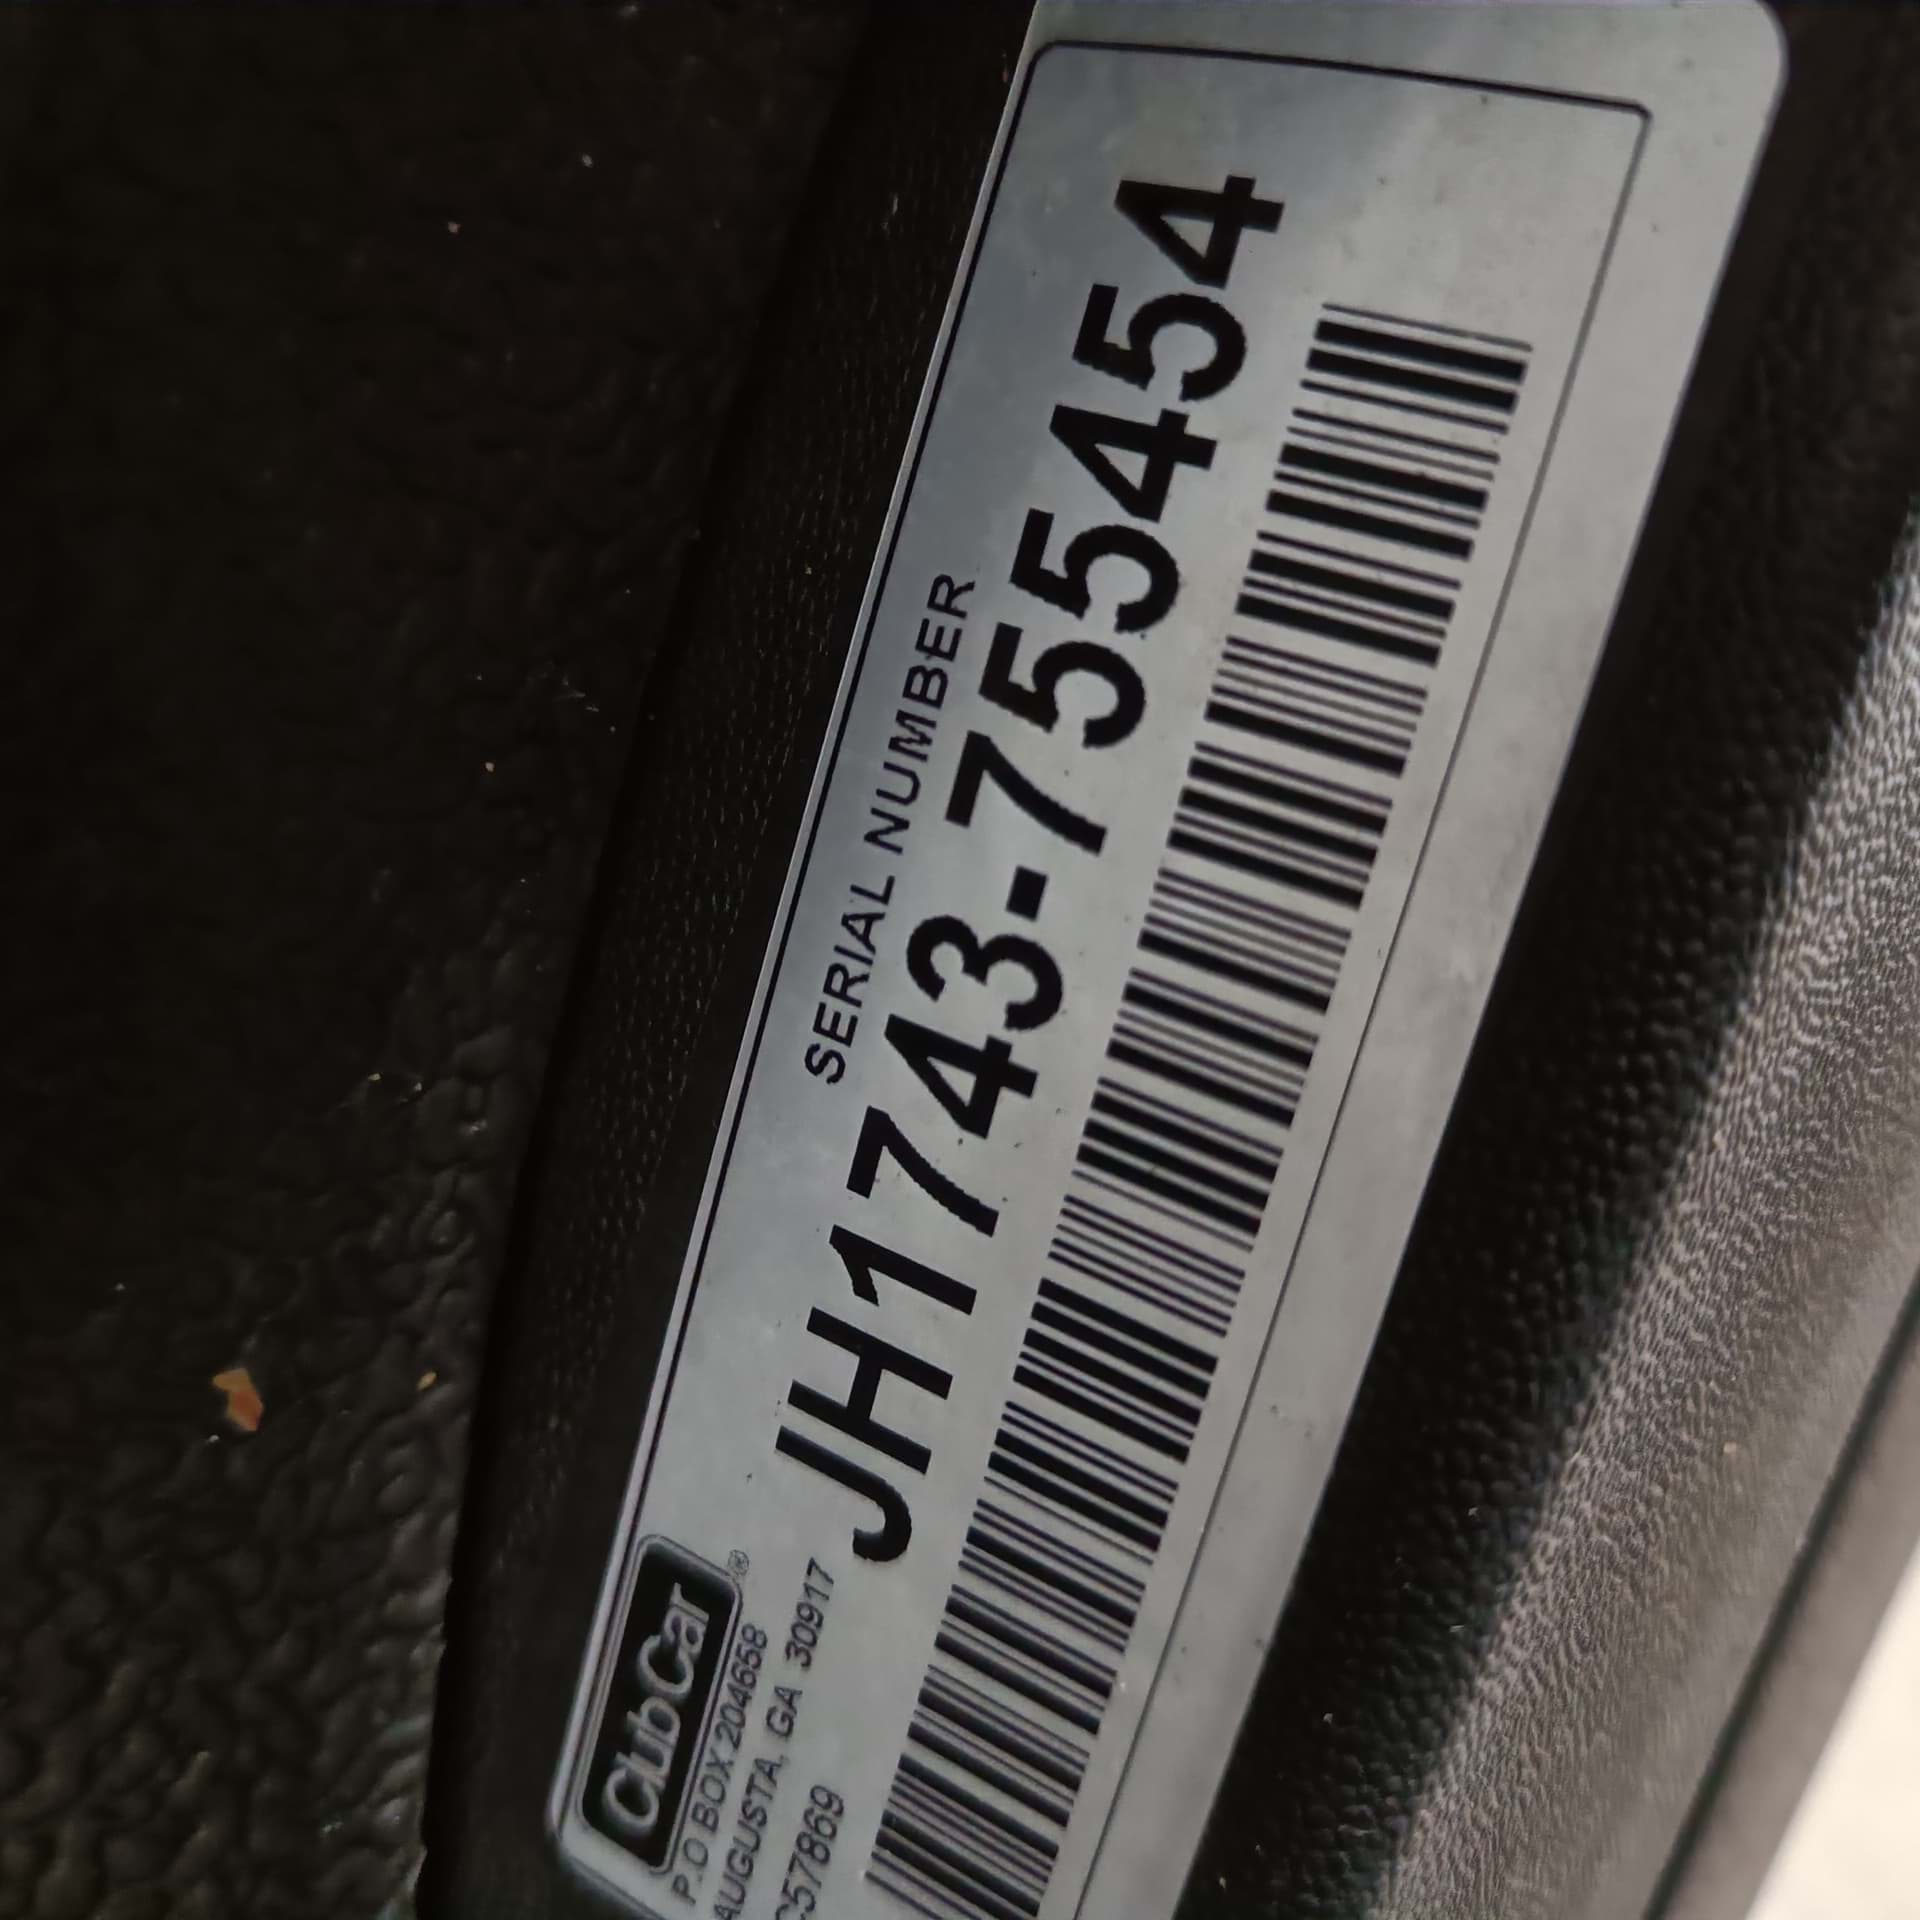 SERIAL NUMBER
JH1743-755454
ClubCar®
P.O BOX 204658
AUGUSTA, GA 30917
C57869